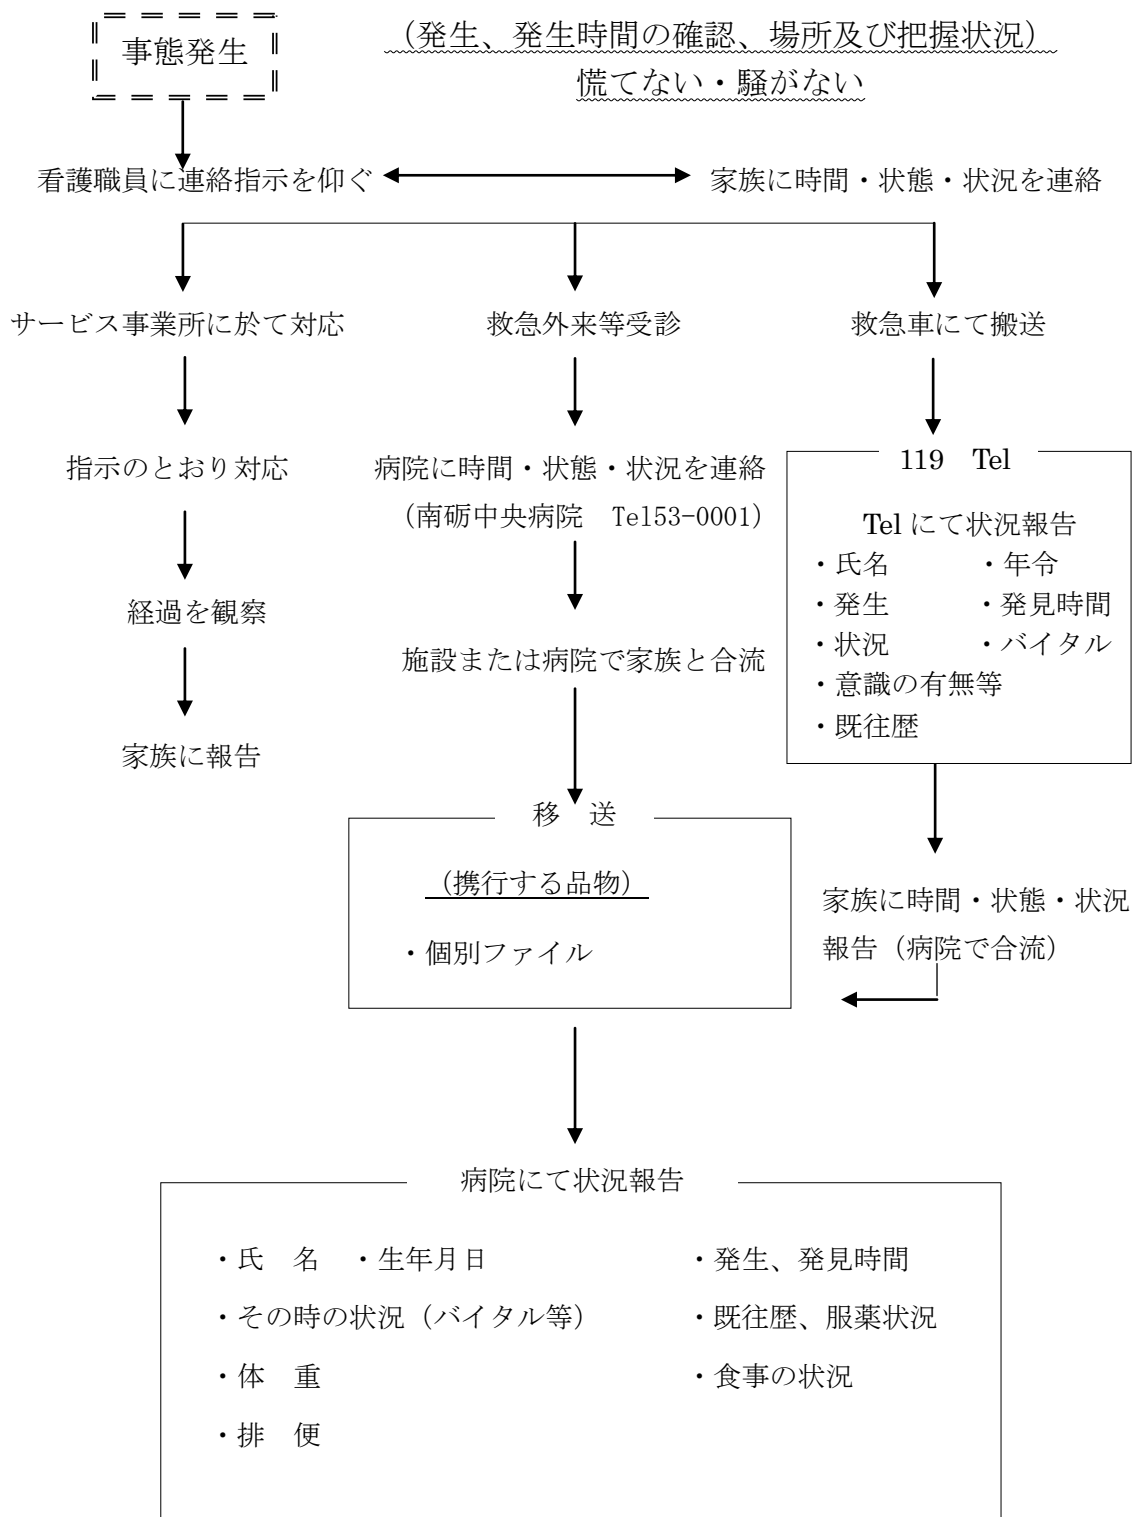 事態発生
（発生、発生時間の確認、場所及び把握状況）
慌てない・騒がない
看護職員に連絡指示を仰ぐ
家族に時間・状態・状況を連絡
サービス事業所に於て対応
救急外来等受診
救急車にて搬送
指示のとおり対応
病院に時間・状態・状況を連絡
（南砺中央病院　Tel53-0001）
119　Tel
Tel にて状況報告
・氏名　・年令
・発生　・発見時間
・状況　・バイタル
・意識の有無等
・既往歴
経過を観察
施設または病院で家族と合流
家族に報告
移　送
（携行する品物）
・個別ファイル
家族に時間・状態・状況
報告（病院で合流）
病院にて状況報告
・氏　名　・生年月日　・発生、発見時間
・その時の状況（バイタル等）　・既往歴、服薬状況
・体　重　・食事の状況
・排　便